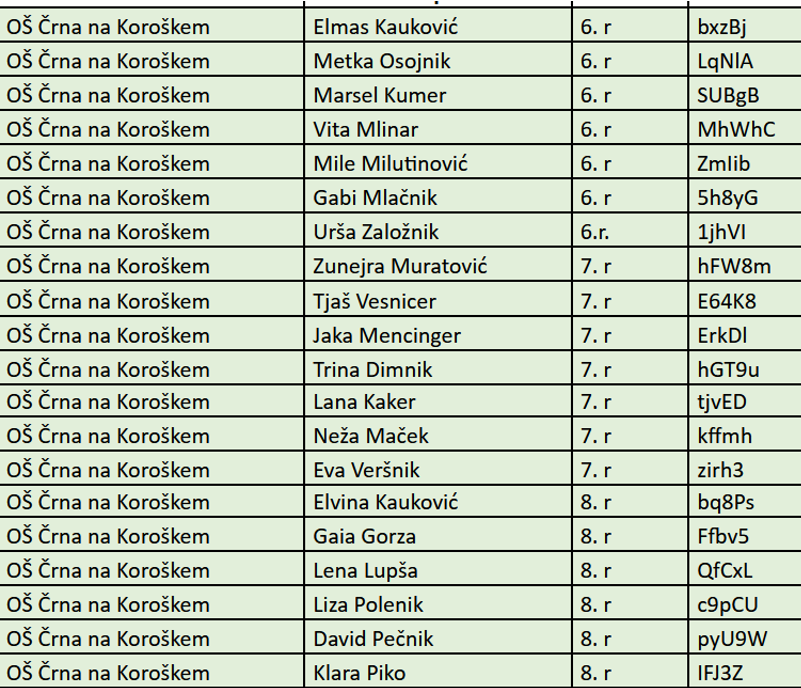 OŠ Črna na Koroškem Elmas Kauković 6. r bxzBj
OŠ Črna na Koroškem Metka Osojnik 6. r LqNlA
OŠ Črna na Koroškem Marsel Kumer 6. r SUBgB
OŠ Črna na Koroškem Vita Mlinar 6. r MhWhC
OŠ Črna na Koroškem Mile Milutinović 6. r Zmlib
OŠ Črna na Koroškem Gabi Mlačnik 6. r 5h8yG
OŠ Črna na Koroškem Urša Založnik 6.r. 1jhVI
OŠ Črna na Koroškem Zunejra Muratović 7. r hFW8m
OŠ Črna na Koroškem Tjaš Vesnicer 7. r E64K8
OŠ Črna na Koroškem Jaka Mencinger 7. r ErkDl
OŠ Črna na Koroškem Trina Dimnik 7. r hGT9u
OŠ Črna na Koroškem Lana Kaker 7. r tjvED
OŠ Črna na Koroškem Neža Maček 7. r kffmh
OŠ Črna na Koroškem Eva Veršnik 7. r zirh3
OŠ Črna na Koroškem Elvina Kauković 8. r bq8Ps
OŠ Črna na Koroškem Gaia Gorza 8. r Ffbv5
OŠ Črna na Koroškem Lena Lupša 8. r QfCxL
OŠ Črna na Koroškem Liza Polenik 8. r c9pCU
OŠ Črna na Koroškem David Pečnik 8. r pyU9W
OŠ Črna na Koroškem Klara Piko 8. r IFJ3Z